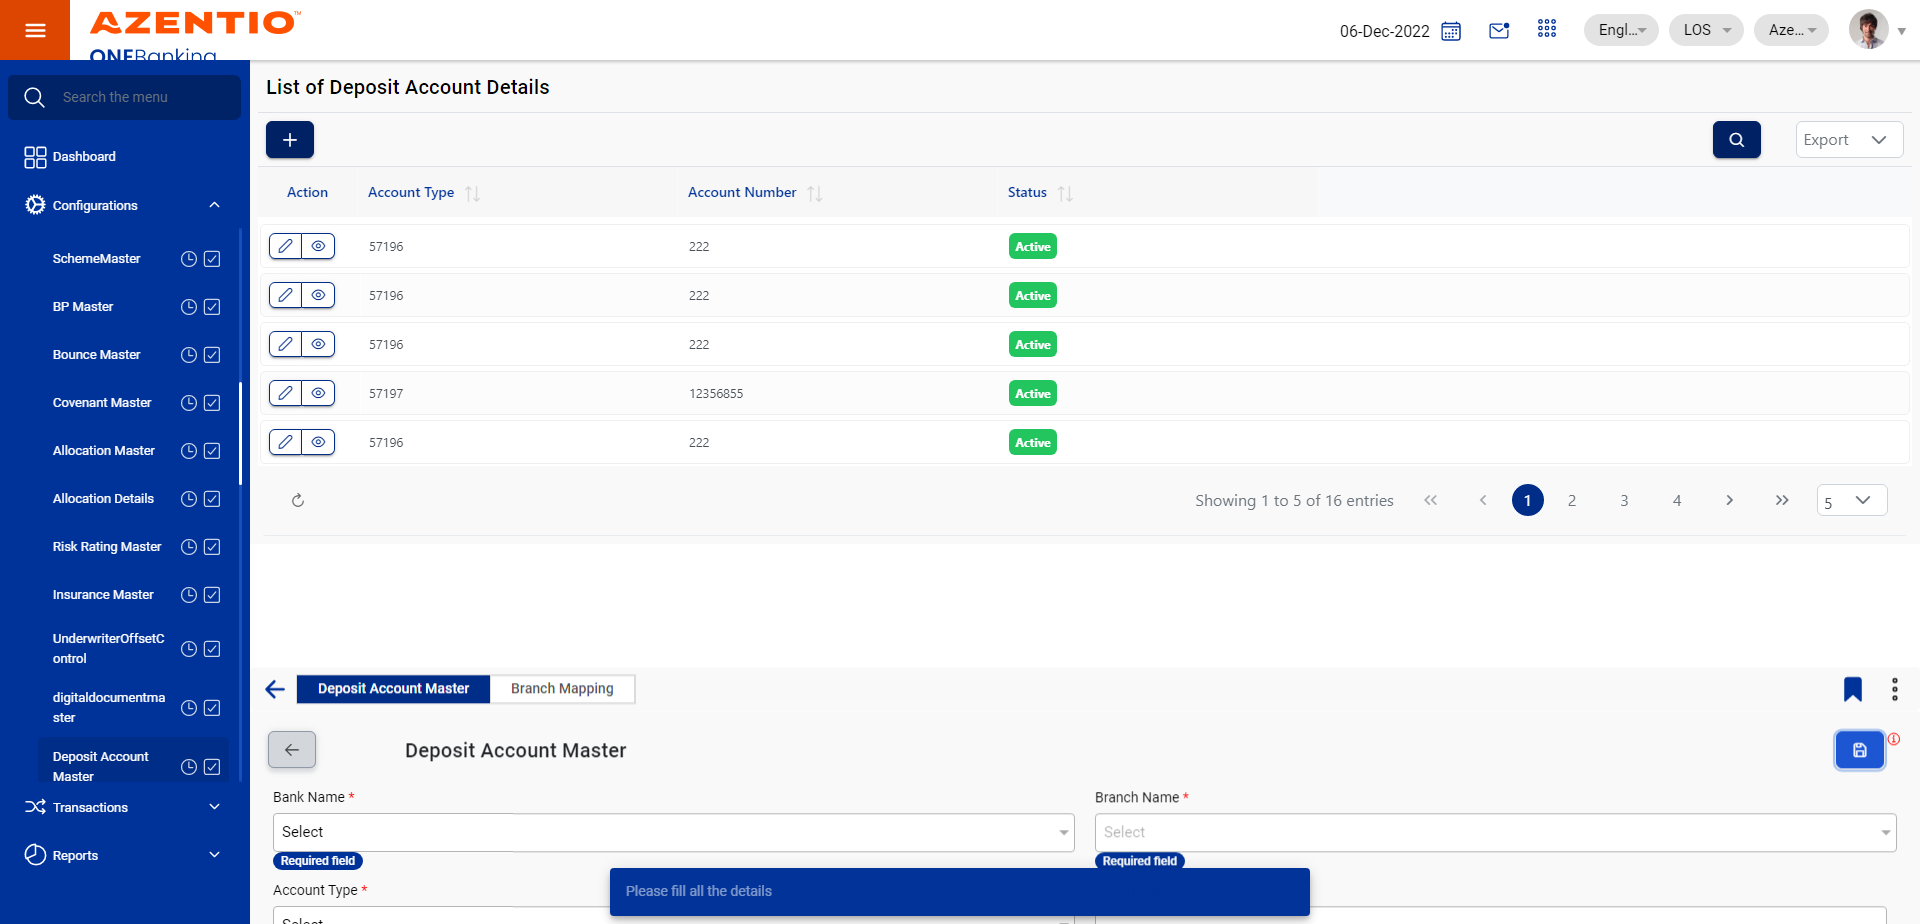 AZENTIO™
ONEBanking
06-Dec-2022
Engl...
LOS
Aze...
Search the menu
Dashboard
Configurations
SchemeMaster
BP Master
Bounce Master
Covenant Master
Allocation Master
Allocation Details
Risk Rating Master
Insurance Master
UnderwriterOffsetC
ontrol
digitaldocumentma
ster
Deposit Account
Master
Transactions
Reports
List of Deposit Account Details
Export
Action Account Type Account Number Status
57196 222 Active
57196 222 Active
57196 222 Active
57197 12356855 Active
57196 222 Active
Showing 1 to 5 of 16 entries 1 2 3 4 5
Deposit Account Master Branch Mapping
Deposit Account Master
Bank Name * Branch Name *
Select Select
Required field Required field
Account Type *
Please fill all the details
Select